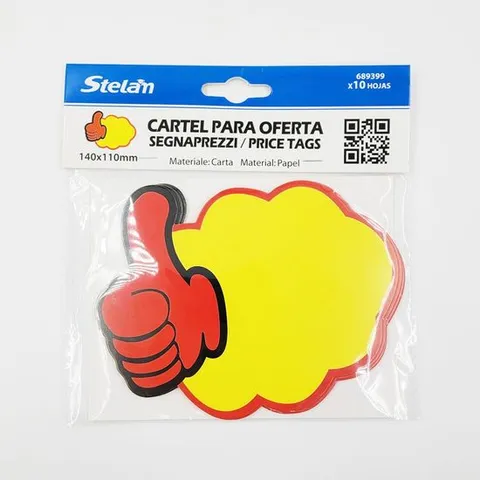 Stelan
689399
x10 HOJAS
CARTEL PARA OFERTA
SEGNAPREZZI / PRICE TAGS
140x110mm
Materiale: Carta Material: Papel